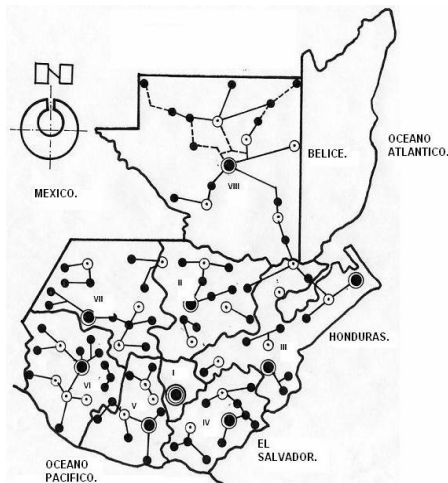 OCEANO
ATLANTICO.
BELICE.
MEXICO.
VIII
II
VII
HONDURAS.
III
I
VI
V
IV
EL
SALVADOR.
OCEANO
PACIFICO.